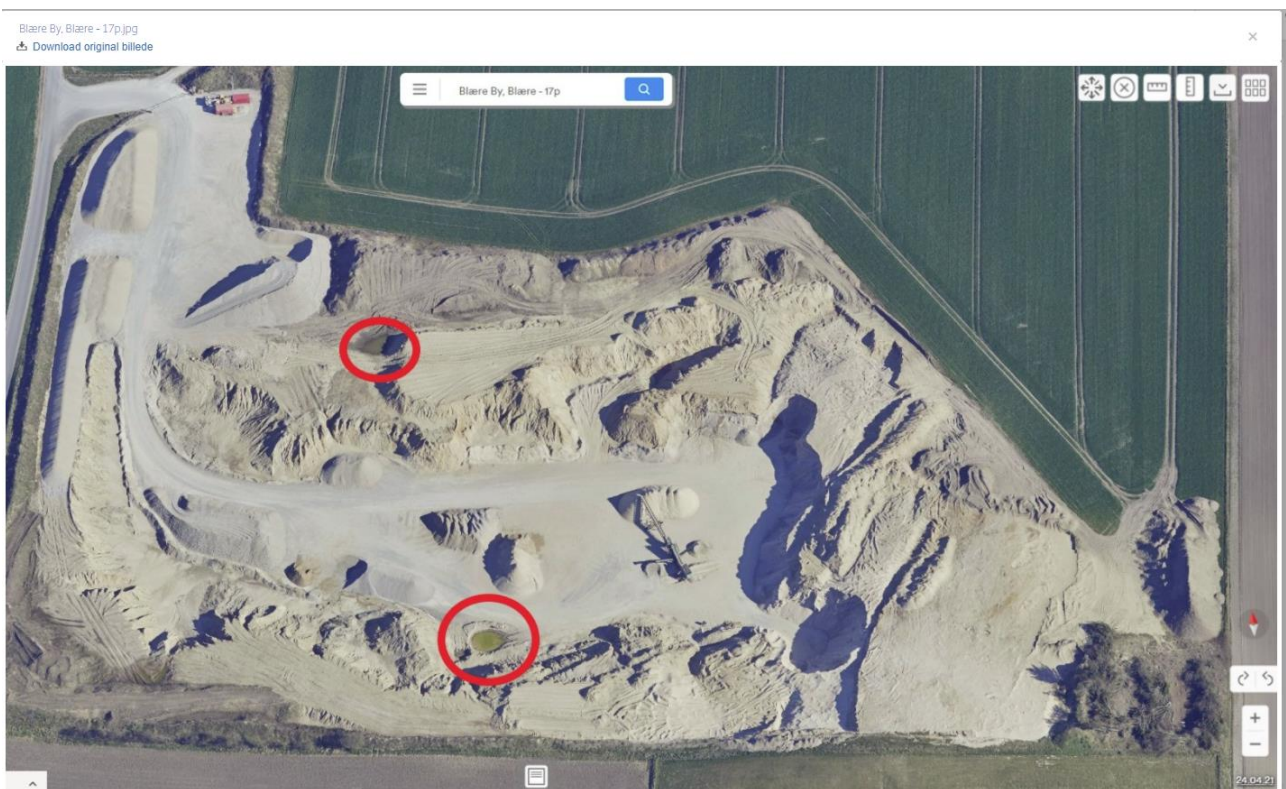 Blære By, Blære - 17p.jpg
Download original billede
Blære By, Blære - 17p
24.04.21